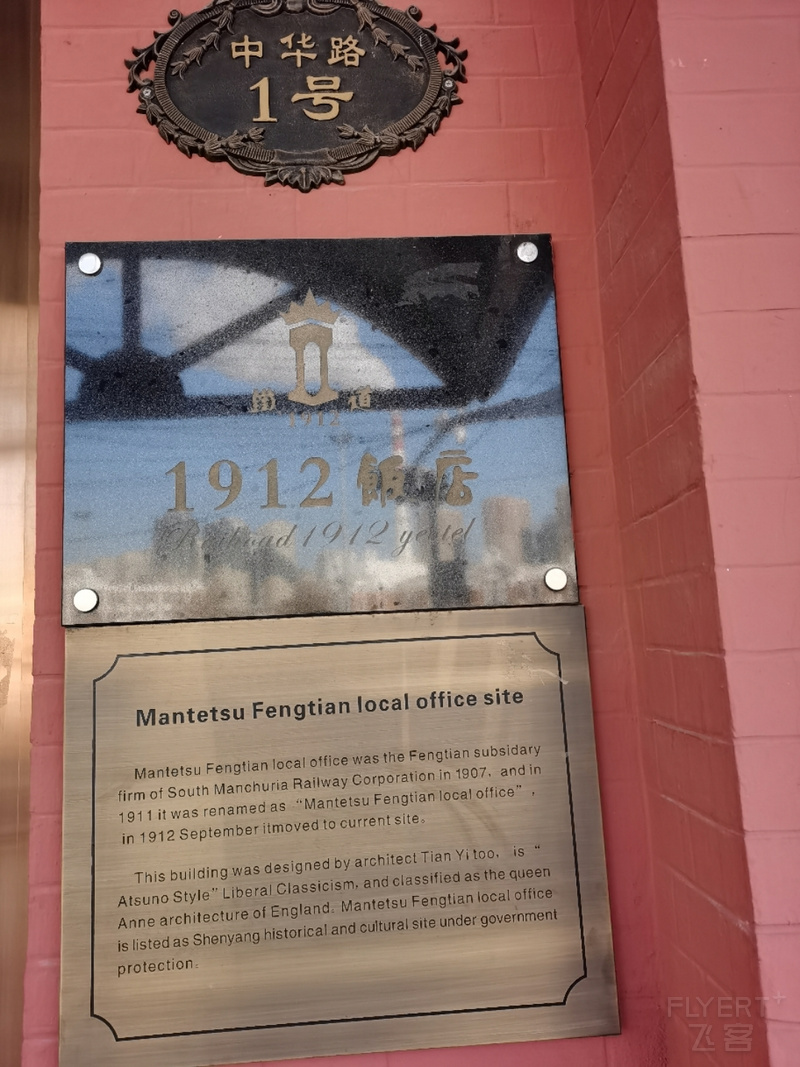 中华路
1号
1912
1912 飯店
Railroad 1912 yestel
Mantetsu Fengtian local office site
Mantetsu Fengtian local office was the Fengtian subsidary
firm of South Manchuria Railway Corporation in 1907, and in
1911 it was renamed as “Mantetsu Fengtian local office”,
in 1912 September itmoved to current site。
This building was designed by architect Tian Yi too, is “
Atsuno Style” Liberal Classicism, and classified as the queen
Anne architecture of England. Mantetsu Fengtian local office
is listed as Shenyang historical and cultural site under government
protection.
FLYERT+
飞客